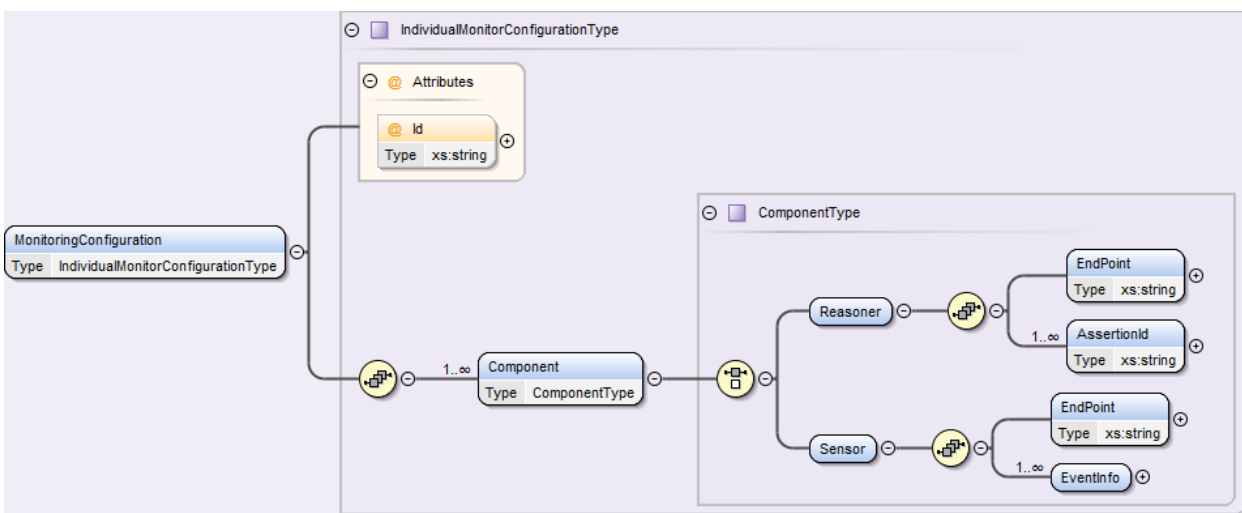 IndividualMonitorConfigurationType
@ Attributes
@ Id
Type xs:string
MonitoringConfiguration
Type IndividualMonitorConfigurationType
1..∞
Component
Type ComponentType
ComponentType
Reasoner
EndPoint
Type xs:string
1..∞
AssertionId
Type xs:string
Sensor
EndPoint
Type xs:string
1..∞
EventInfo